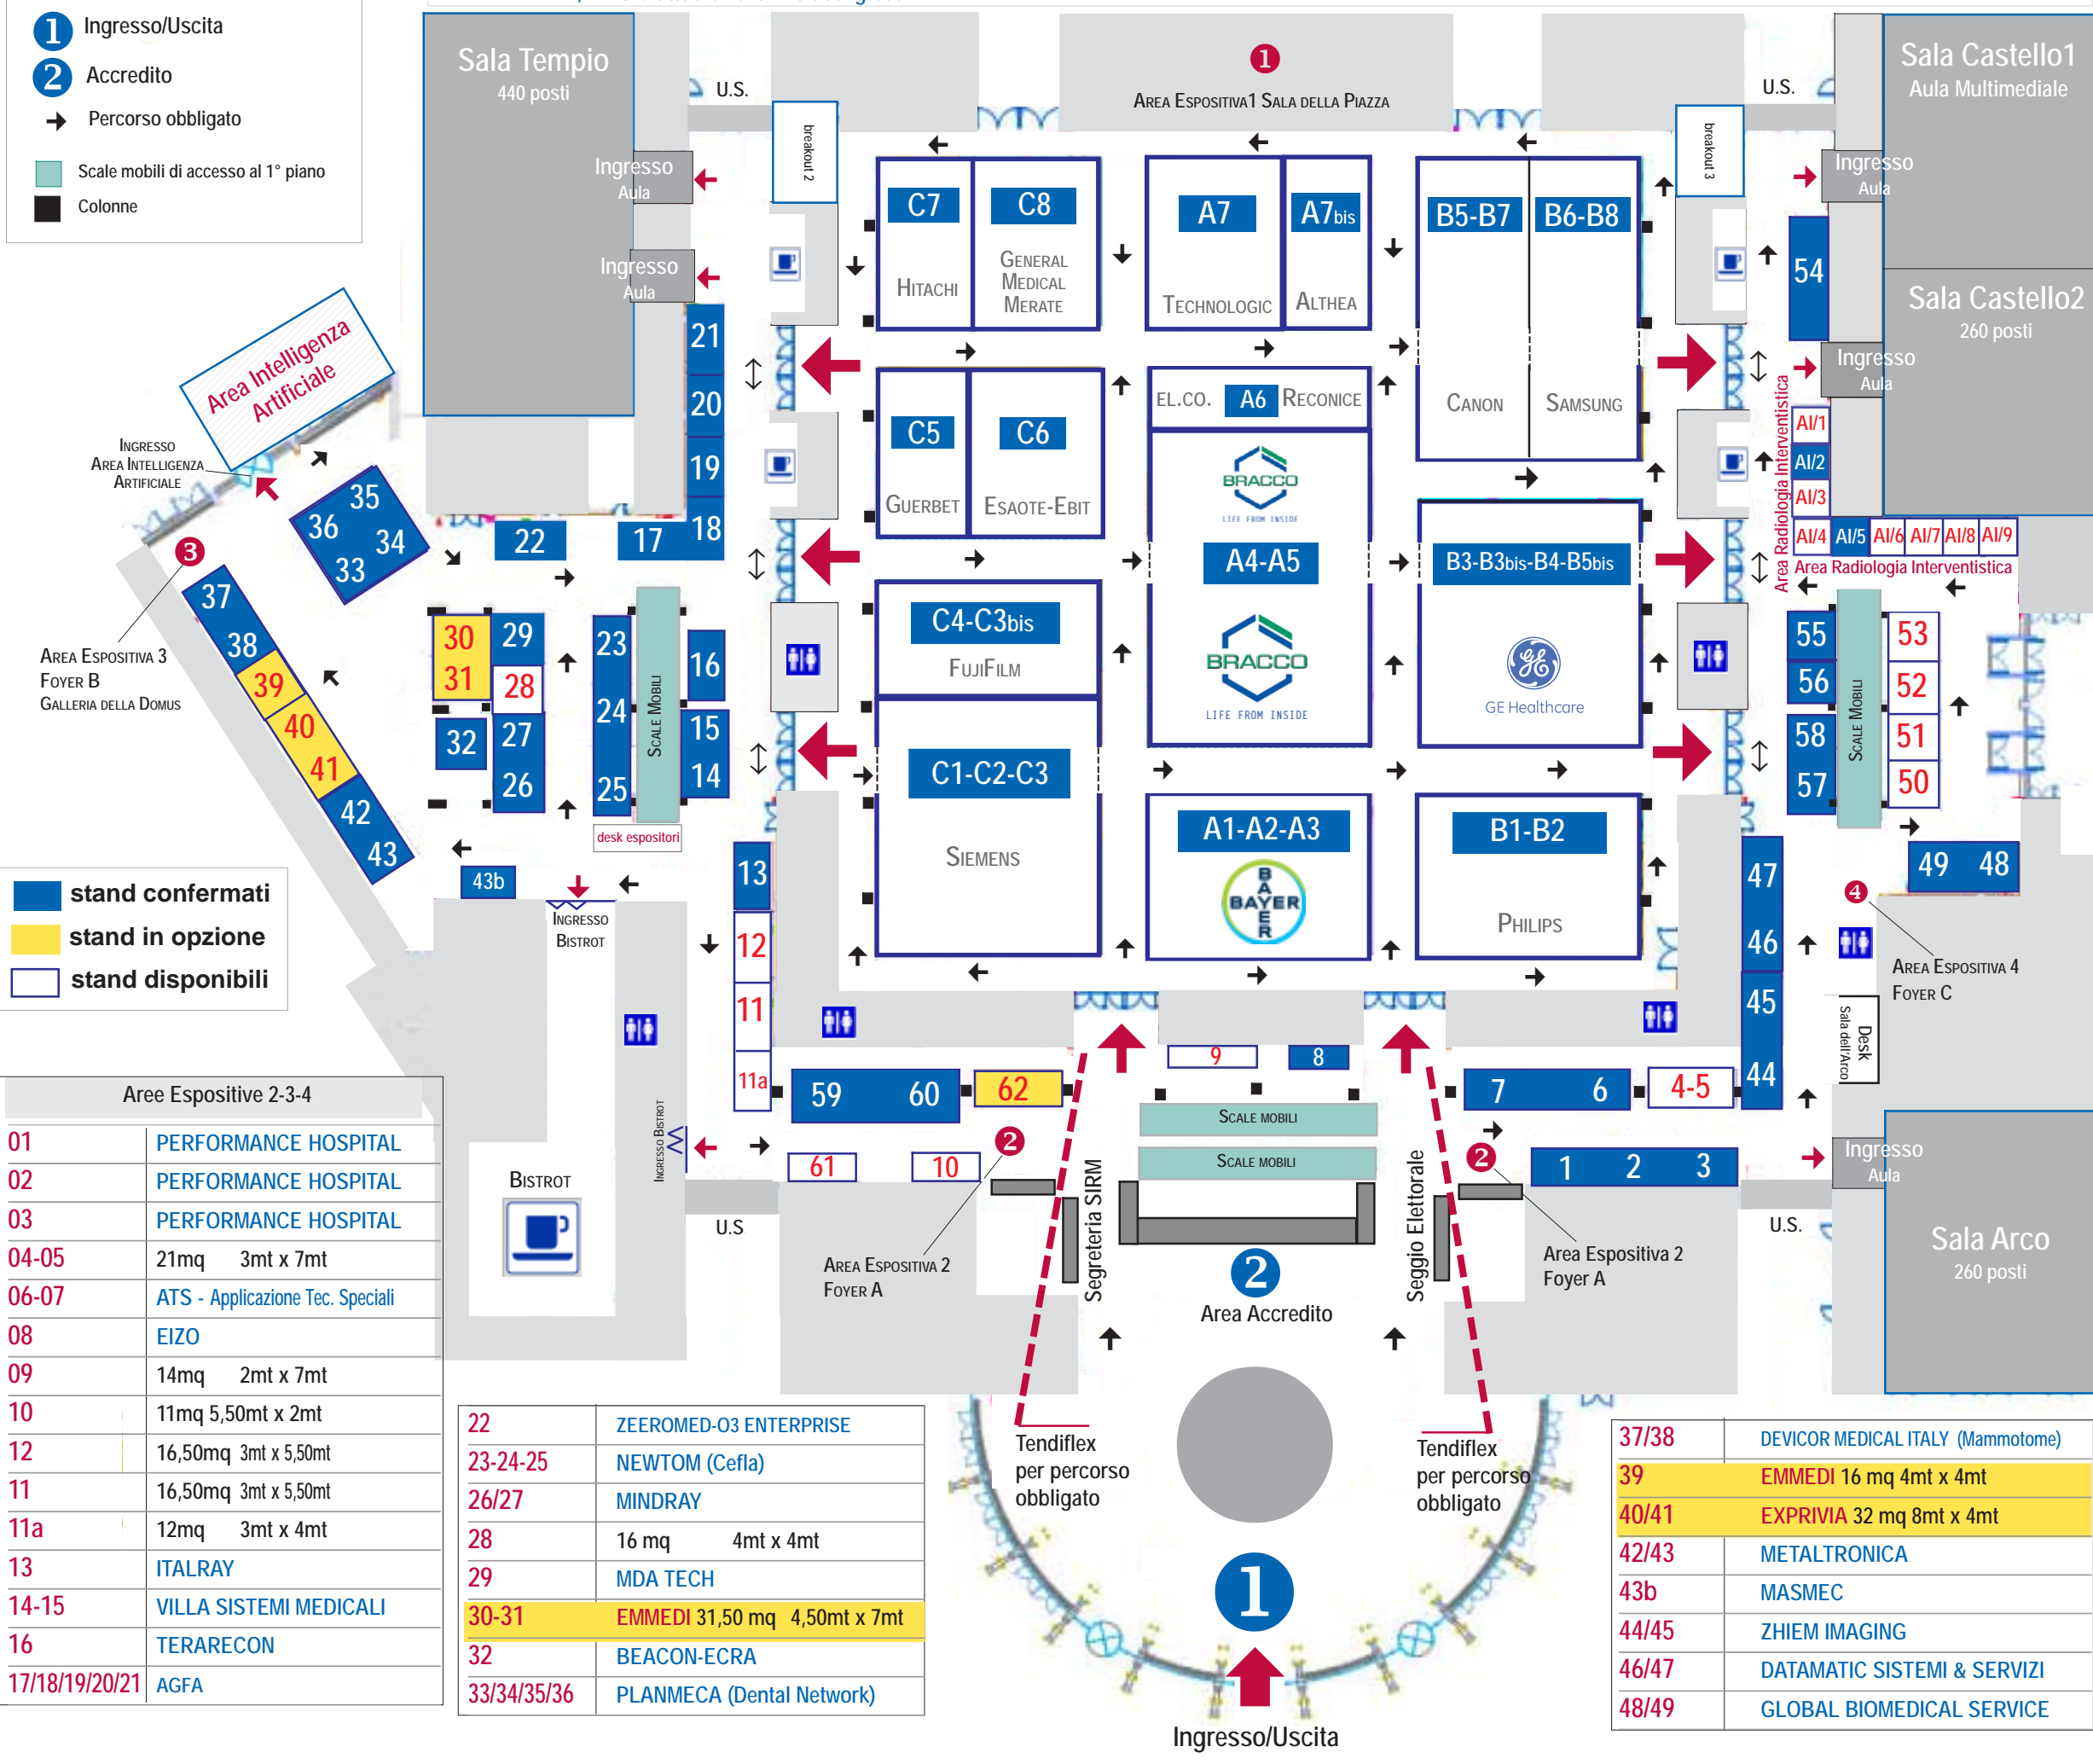 1 Ingresso/Uscita
2 Accredito
Percorso obbligato
Scale mobili di accesso al 1° piano
Colonne
Sala Tempio
440 posti
U.S.
breakout 2
Ingresso
Aula
Ingresso
Aula
1
AREA ESPOSITIVA1 SALA DELLA PIAZZA
U.S.
breakout 3
Sala Castello1
Aula Multimediale
Ingresso
Aula
Sala Castello2
260 posti
Ingresso
Aula
C7
HITACHI
C8
GENERAL
MEDICAL
MERATE
A7
TECHNOLOGIC
A7bis
ALTHEA
B5-B7
CANON
B6-B8
SAMSUNG
54
21
20
19
18
17
22
Area Intelligenza
Artificiale
INGRESSO
AREA INTELLIGENZA
ARTIFICIALE
35
36
34
33
C5
GUERBET
C6
ESAOTE-EBIT
EL.CO.
A6
RECONICE
BRACCO
LIFE FROM INSIDE
A4-A5
BRACCO
LIFE FROM INSIDE
B3-B3bis-B4-B5bis
GE
GE Healthcare
AI/1
AI/2
AI/3
AI/4
AI/5
AI/6
AI/7
AI/8
AI/9
Area Radiologia Interventistica
Area Radiologia Interventistica
3
AREA ESPOSITIVA 3
FOYER B
GALLERIA DELLA DOMUS
37
38
39
40
41
42
43
30
31
29
28
32
27
26
23
24
25
SCALE MOBILI
desk espositori
16
15
14
C4-C3bis
FUJIFILM
C1-C2-C3
SIEMENS
A1-A2-A3
BAYER
BAYER
B1-B2
PHILIPS
55
56
58
57
SCALE MOBILI
53
52
51
50
49
48
47
46
45
44
4
AREA ESPOSITIVA 4
FOYER C
Desk
Sala dell'Arco
43b
INGRESSO
BISTROT
13
12
11
11a
stand confermati
stand in opzione
stand disponibili
59
60
62
9
8
7
6
4-5
SCALE MOBILI
SCALE MOBILI
INGRESSO BISTROT
61
10
2
2
1
2
3
Ingresso
Aula
BISTROT
U.S
U.S.
AREA ESPOSITIVA 2
FOYER A
Segreteria SIRM
2
Area Accredito
Seggio Elettorale
Area Espositiva 2
Foyer A
Sala Arco
260 posti
Tendiflex
per percorso
obbligato
Tendiflex
per percorso
obbligato
1
Ingresso/Uscita
Aree Espositive 2-3-4
01 PERFORMANCE HOSPITAL
02 PERFORMANCE HOSPITAL
03 PERFORMANCE HOSPITAL
04-05 21mq 3mt x 7mt
06-07 ATS - Applicazione Tec. Speciali
08 EIZO
09 14mq 2mt x 7mt
10 11mq 5,50mt x 2mt
12 16,50mq 3mt x 5,50mt
11 16,50mq 3mt x 5,50mt
11a 12mq 3mt x 4mt
13 ITALRAY
14-15 VILLA SISTEMI MEDICALI
16 TERARECON
17/18/19/20/21 AGFA
22 ZEEROMED-O3 ENTERPRISE
23-24-25 NEWTOM (Cefla)
26/27 MINDRAY
28 16 mq 4mt x 4mt
29 MDA TECH
30-31 EMMEDI 31,50 mq 4,50mt x 7mt
32 BEACON-ECRA
33/34/35/36 PLANMECA (Dental Network)
37/38 DEVICOR MEDICAL ITALY (Mammotome)
39 EMMEDI 16 mq 4mt x 4mt
40/41 EXPRIVIA 32 mq 8mt x 4mt
42/43 METALTRONICA
43b MASMEC
44/45 ZHIEM IMAGING
46/47 DATAMATIC SISTEMI & SERVIZI
48/49 GLOBAL BIOMEDICAL SERVICE